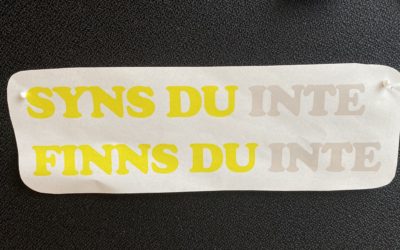 SYNS DU INTE
FINNS DU INTE